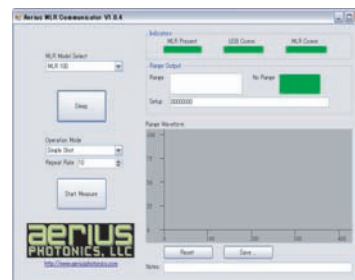 Aerius MLR Communicator V1.0.4
MLR Model Select
MLR 100
Sleep
Operation Mode
Single Shot
Repeat Rate 10
Start Measure
aerius
PHOTONICS, LLC
http://www.aeriusphotonics.com
Indicators
MLR Present
USB Comm
MLR Comm
Range Output
Range
No Range
Setup 00000000
Range Waveform
100
75
50
25
0
0 100 200 300 400
Reset
Save...
Notes: